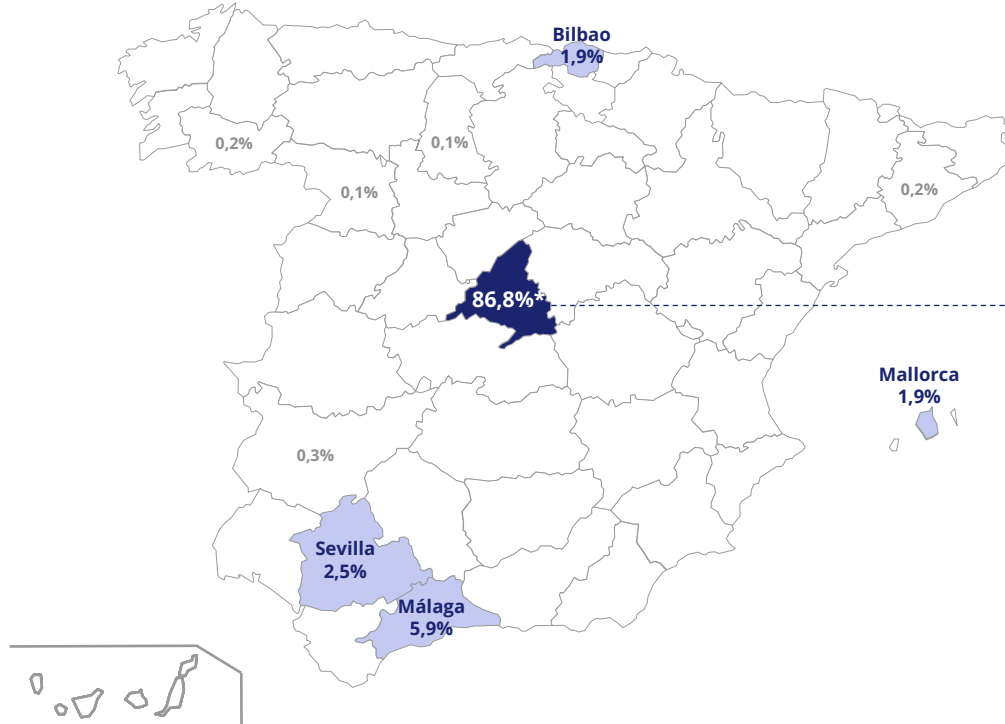 Bilbao
1,9%
0,2%
0,1%
0,1%
0,2%
86,8%*
Mallorca
1,9%
0,3%
Sevilla
2,5%
Málaga
5,9%